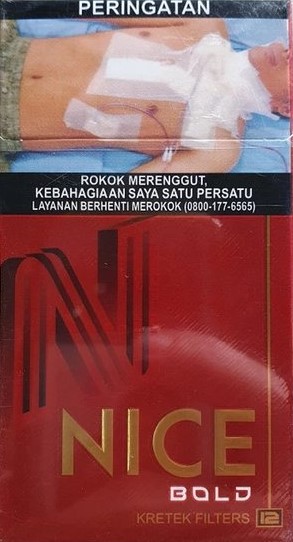 PERINGATAN
ROKOK MERENGGUT,
KEBAHAGIAAN SAYA SATU PERSATU
LAYANAN BERHENTI MEROKOK (0800-177-6565)
N
NICE
BOLD
KRETEK FILTERS 12